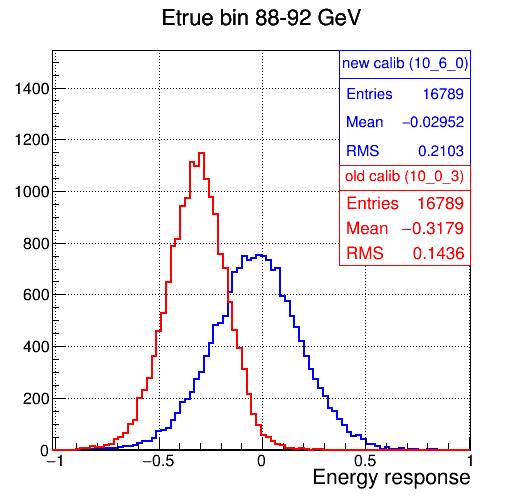 Etrue bin 88-92 GeV
new calib (10_6_0)
Entries 16789
Mean −0.02952
RMS 0.2103
old calib (10_0_3)
Entries 16789
Mean −0.3179
RMS 0.1436
1400
1200
1000
800
600
400
200
0
−1 −0.5 0 0.5 1
Energy response